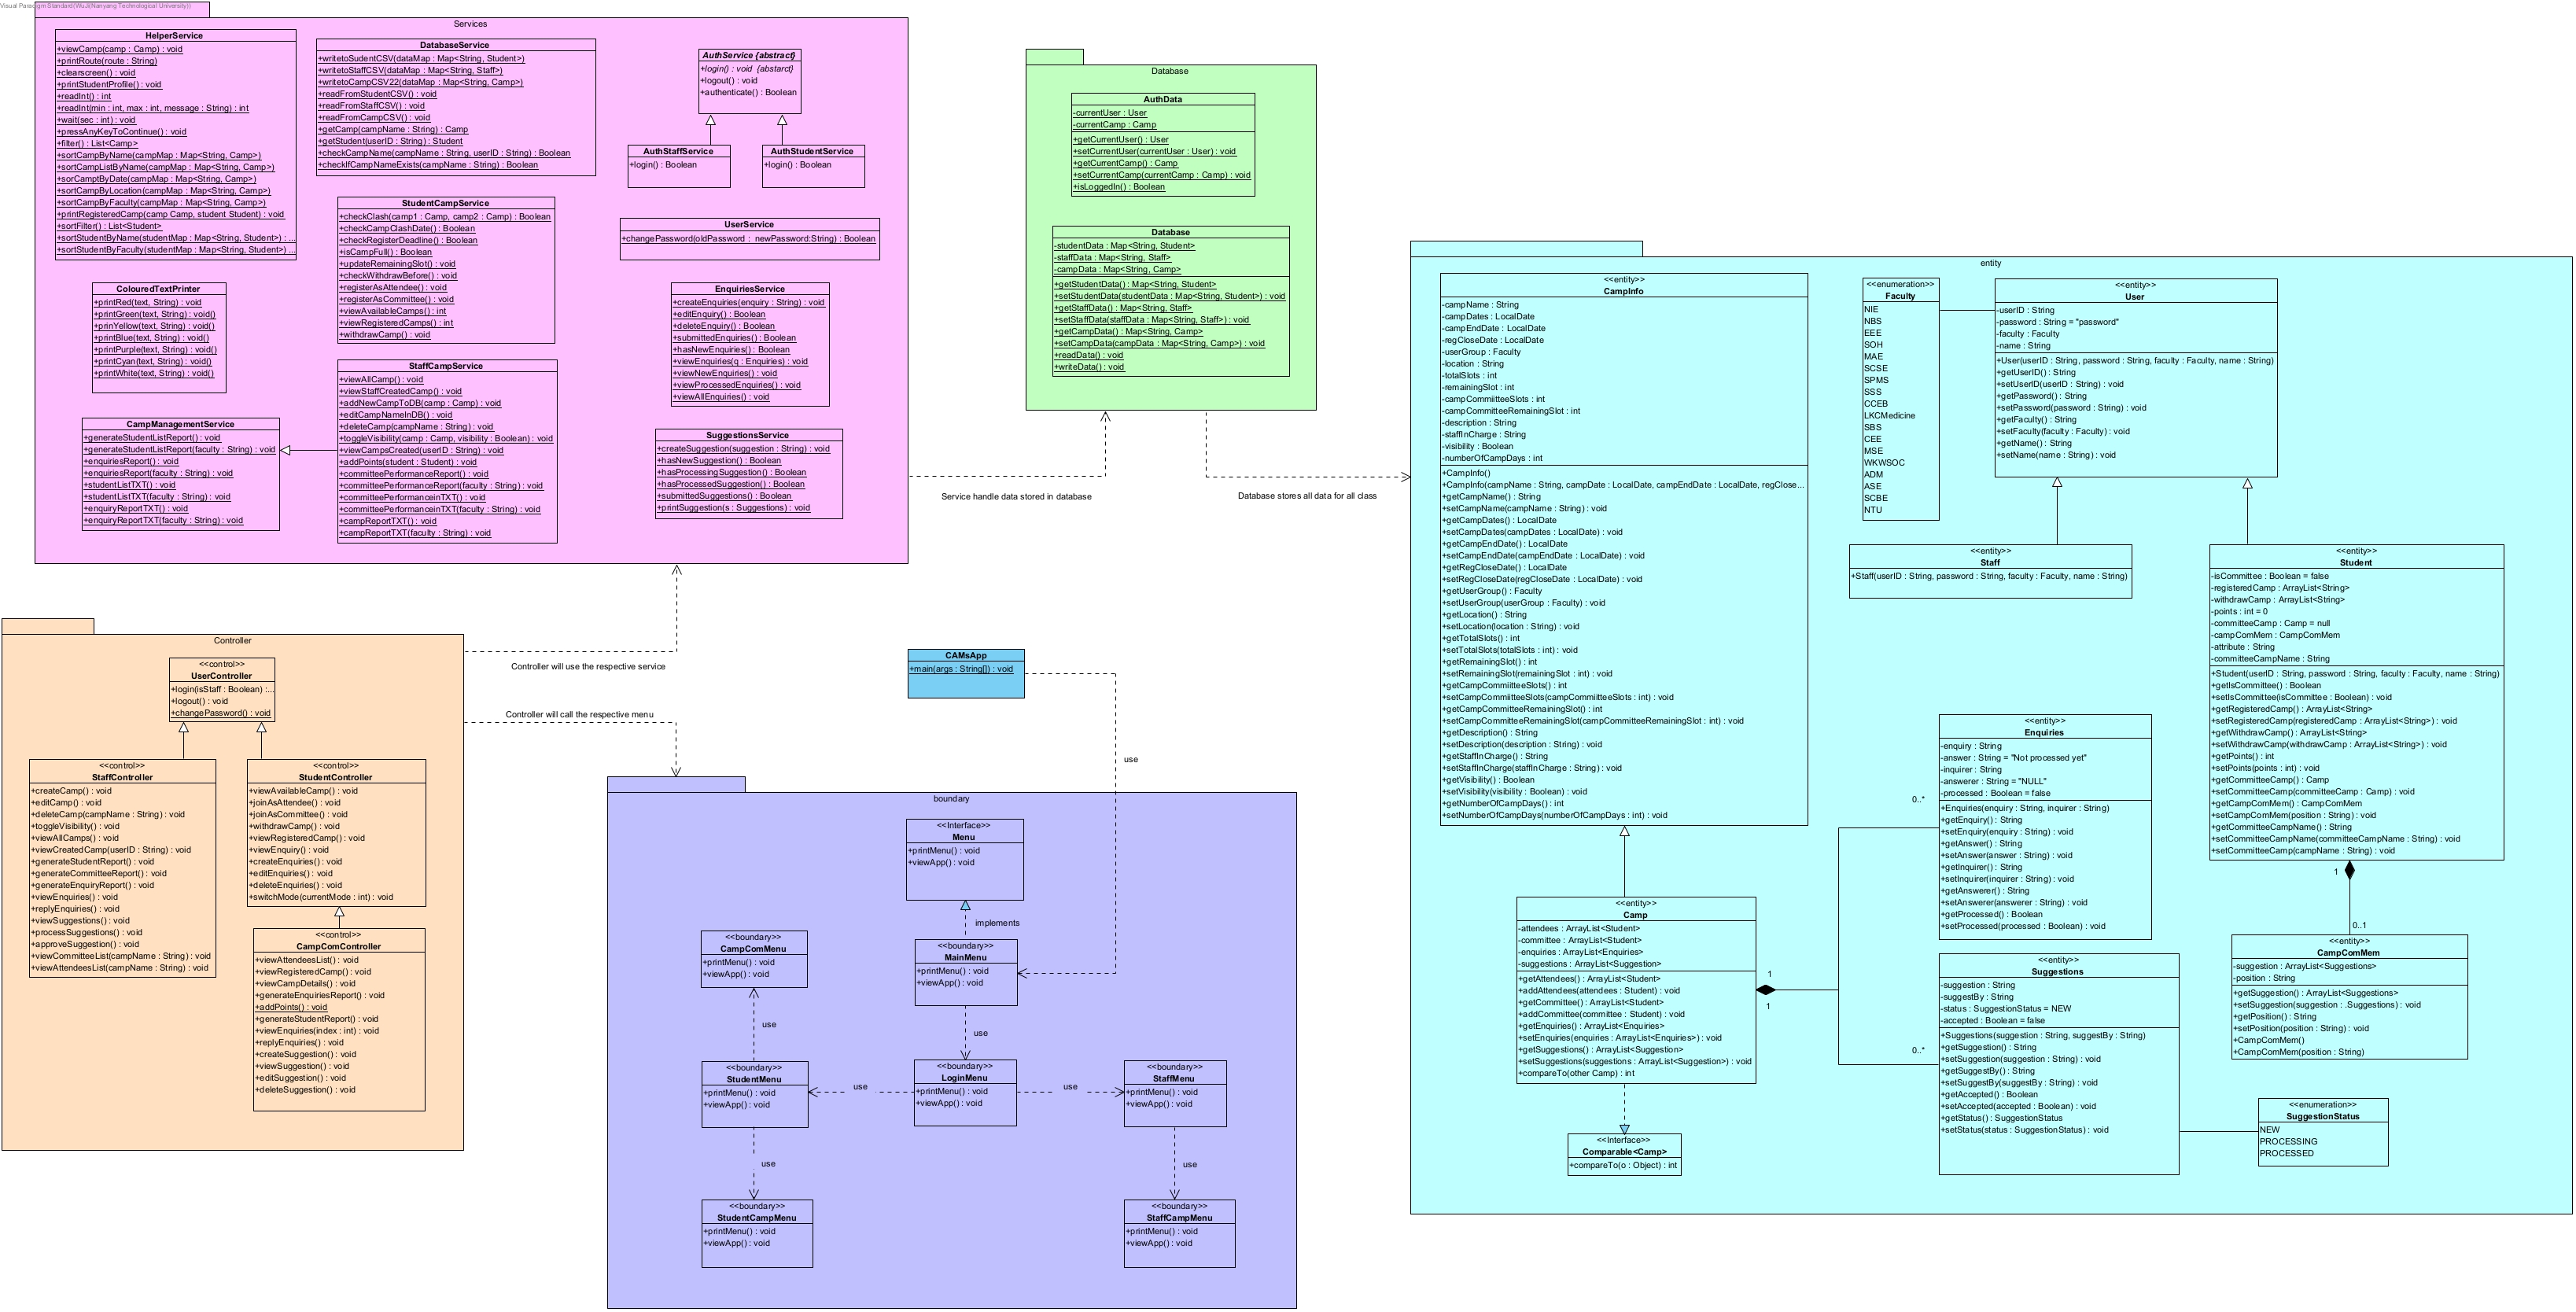 Visual Paradigm Standard(WuJi(Nanyang Technological University))
Services
HelperService
+viewCamp(camp : Camp) : void
+printRoute(route : String)
+clearscreen() : void
+printStudentProfile() : void
+readInt() : int
+readInt(min : int, max : int, message : String) : int
+wait(sec : int) : void
+pressAnyKeyToContinue() : void
+filter() : List<Camp>
+sortCampByName(campMap : Map<String, Camp>)
+sortCampListByName(campMap : Map<String, Camp>)
+sorCamptByDate(campMap : Map<String, Camp>)
+sortCampByLocation(campMap : Map<String, Camp>)
+sortCampByFaculty(campMap : Map<String, Camp>)
+printRegisteredCamp(camp Camp, student Student) : void
+sortFilter() : List<Student>
+sortStudentByName(studentMap : Map<String, Student>) : ...
+sortStudentByFaculty(studentMap : Map<String, Student>) ...
DatabaseService
+writetoSudentCSV(dataMap : Map<String, Student>)
+writetoStaffCSV(dataMap : Map<String, Staff>)
+writetoCampCSV22(dataMap : Map<String, Camp>)
+readFromStudentCSV() : void
+readFromStaffCSV() : void
+readFromCampCSV() : void
+getCamp(campName : String) : Camp
+getStudent(userID : String) : Student
+checkCampName(campName : String, userID : String) : Boolean
+checkIfCampNameExists(campName : String) : Boolean
AuthService {abstract}
+login() : void {abstarct}
+logout() : void
+authenticate() : Boolean
AuthStaffService
+login() : Boolean
AuthStudentService
+login() : Boolean
StudentCampService
+checkClash(camp1 : Camp, camp2 : Camp) : Boolean
+checkCampClashDate() : Boolean
+checkRegisterDeadline() : Boolean
+isCampFull() : Boolean
+updateRemainingSlot() : void
+checkWithdrawBefore() : void
+registerAsAttendee() : void
+registerAsCommittee() : void
+viewAvailableCamps() : int
+viewRegisteredCamps() : int
+withdrawCamp() : void
UserService
+changePassword(oldPassword : newPassword:String) : Boolean
ColouredTextPrinter
+printRed(text, String) : void()
+printGreen(text, String) : void()
+prinYellow(text, String) : void()
+printBlue(text, String) : void()
+printPurple(text, String) : void()
+printCyan(text, String) : void()
+printWhite(text, String) : void()
EnquiriesService
+createEnquiries(enquiry : String) : void
+editEnquiry() : Boolean
+deleteEnquiry() : Boolean
+submittedEnquiries() : Boolean
+hasNewEnquiries() : Boolean
+viewEnquiries(q : Enquiries) : void
+viewNewEnquiries() : void
+viewProcessedEnquiries() : void
+viewAllEnquiries() : void
StaffCampService
+viewAllCamp() : void
+viewStaffCreatedCamp() : void
+addNewCampToDB(camp : Camp) : void
+editCampNameInDB() : void
+deleteCamp(campName : String) : void
+toggleVisibility(camp : Camp, visibility : Boolean) : void
+viewCampsCreated(userID : String) : void
+addPoints(student : Student) : void
+committeePerformanceReport() : void
+committeePerformanceReport(faculty : String) : void
+committeePerformanceinTXT() : void
+committeePerformanceinTXT(faculty : String) : void
+campReportTXT() : void
+campReportTXT(faculty : String) : void
CampManagementService
+generateStudentListReport() : void
+generateStudentListReport(faculty : String) : void
+enquiriesReport() : void
+enquiriesReport(faculty : String) : void
+studentListTXT() : void
+studentListTXT(faculty : String) : void
+enquiryReportTXT() : void
+enquiryReportTXT(faculty : String) : void
SuggestionsService
+createSuggestion(suggestion : String) : void
+hasNewSuggestion() : Boolean
+hasProcessingSuggestion() : Boolean
+hasProcessedSuggestion() : Boolean
+submittedSuggestions() : Boolean
+printSuggestion(s : Suggestions) : void
Database
AuthData
-currentUser : User
-currentCamp : Camp
+getCurrentUser() : User
+setCurrentUser(currentUser : User) : void
+getCurrentCamp() : Camp
+setCurrentCamp(currentCamp : Camp) : void
+isLoggedIn() : Boolean
Database
-studentData : Map<String, Student>
-staffData : Map<String, Staff>
-campData : Map<String, Camp>
+getStudentData() : Map<String, Student>
+setStudentData(studentData : Map<String, Student>) : void
+getStaffData() : Map<String, Staff>
+setStaffData(staffData : Map<String, Staff>) : void
+getCampData() : Map<String, Camp>
+setCampData(campData : Map<String, Camp>) : void
+readData() : void
+writeData() : void
Service handle data stored in database
Database stores all data for all class
entity
<<entity>>
CampInfo
-campName : String
-campDates : LocalDate
-campEndDate : LocalDate
-regCloseDate : LocalDate
-userGroup : Faculty
-location : String
-totalSlots : int
-remainingSlot : int
-campCommiitteeSlots : int
-campCommitteeRemainingSlot : int
-description : String
-staffInCharge : String
-visibility : Boolean
-numberOfCampDays : int
+CampInfo()
+CampInfo(campName : String, campDate : LocalDate, campEndDate : LocalDate, regClose...
+getCampName() : String
+setCampName(campName : String) : void
+getCampDates() : LocalDate
+setCampDates(campDates : LocalDate) : void
+getCampEndDate() : LocalDate
+setCampEndDate(campEndDate : LocalDate) : void
+getRegCloseDate() : LocalDate
+setRegCloseDate(regCloseDate : LocalDate) : void
+getUserGroup() : Faculty
+setUserGroup(userGroup : Faculty) : void
+getLocation() : String
+setLocation(location : String) : void
+getTotalSlots() : int
+setTotalSlots(totalSlots : int) : void
+getRemainingSlot() : int
+setRemainingSlot(remainingSlot : int) : void
+getCampCommiitteeSlots() : int
+setCampCommiitteeSlots(campCommiitteeSlots : int) : void
+getCampCommitteeRemainingSlot() : int
+setCampCommitteeRemainingSlot(campCommitteeRemainingSlot : int) : void
+getDescription() : String
+setDescription(description : String) : void
+getStaffInCharge() : String
+setStaffInCharge(staffInCharge : String) : void
+getVisibility() : Boolean
+setVisibility(visibility : Boolean) : void
+getNumberOfCampDays() : int
+setNumberOfCampDays(numberOfCampDays : int) : void
<<enumeration>>
Faculty
NIE
NBS
EEE
SOH
MAE
SCSE
SPMS
SSS
CCEB
LKCMedicine
SBS
CEE
MSE
WKWSOC
ADM
ASE
SCBE
NTU
<<entity>>
User
-userID : String
-password : String = "password"
-faculty : Faculty
-name : String
+User(userID : String, password : String, faculty : Faculty, name : String)
+getUserID() : String
+setUserID(userID : String) : void
+getPassword() : String
+setPassword(password : String) : void
+getFaculty() : String
+setFaculty(faculty : Faculty) : void
+getName() : String
+setName(name : String) : void
<<entity>>
Staff
+Staff(userID : String, password : String, faculty : Faculty, name : String)
<<entity>>
Student
-isCommittee : Boolean = false
-registeredCamp : ArrayList<String>
-withdrawCamp : ArrayList<String>
-points : int = 0
-committeeCamp : Camp = null
-campComMem : CampComMem
-attribute : String
-committeeCampName : String
+Student(userID : String, password : String, faculty : Faculty, name : String)
+getIsCommittee() : Boolean
+setIsCommittee(isCommittee : Boolean) : void
+getRegisteredCamp() : ArrayList<String>
+setRegisteredCamp(registeredCamp : ArrayList<String>) : void
+getWithdrawCamp() : ArrayList<String>
+setWithdrawCamp(withdrawCamp : ArrayList<String>) : void
+getPoints() : int
+setPoints(points : int) : void
+getCommitteeCamp() : Camp
+setCommitteeCamp(committeeCamp : Camp) : void
+getCampComMem() : CampComMem
+setCampComMem(position : String) : void
+getCommitteeCampName() : String
+setCommitteeCampName(committeeCampName : String) : void
+setCommitteeCamp(campName : String) : void
1
0..1
<<entity>>
CampComMem
-suggestion : ArrayList<Suggestions>
-position : String
+getSuggestion() : ArrayList<Suggestions>
+setSuggestion(suggestion : .Suggestions) : void
+getPosition() : String
+setPosition(position : String) : void
+CampComMem()
+CampComMem(position : String)
<<entity>>
Enquiries
-enquiry : String
-answer : String = "Not processed yet"
-inquirer : String
-answerer : String = "NULL"
-processed : Boolean = false
+Enquiries(enquiry : String, inquirer : String)
+getEnquiry() : String
+setEnquiry(enquiry : String) : void
+getAnswer() : String
+setAnswer(answer : String) : void
+getInquirer() : String
+setInquirer(inquirer : String) : void
+getAnswerer() : String
+setAnswerer(answerer : String) : void
+getProcessed() : Boolean
+setProcessed(processed : Boolean) : void
0..*
<<entity>>
Suggestions
-suggestion : String
-suggestBy : String
-status : SuggestionStatus = NEW
-accepted : Boolean = false
+Suggestions(suggestion : String, suggestBy : String)
+getSuggestion() : String
+setSuggestion(suggestion : String) : void
+getSuggestBy() : String
+setSuggestBy(suggestBy : String) : void
+getAccepted() : Boolean
+setAccepted(accepted : Boolean) : void
+getStatus() : SuggestionStatus
+setStatus(status : SuggestionStatus) : void
0..*
<<enumeration>>
SuggestionStatus
NEW
PROCESSING
PROCESSED
<<entity>>
Camp
-attendees : ArrayList<Student>
-committee : ArrayList<Student>
-enquiries : ArrayList<Enquiries>
-suggestions : ArrayList<Suggestion>
+getAttendees() : ArrayList<Student>
+addAttendees(attendees : Student) : void
+getCommittee() : ArrayList<Student>
+addCommittee(committee : Student) : void
+getEnquiries() : ArrayList<Enquiries>
+setEnquiries(enquiries : ArrayList<Enquiries>) : void
+getSuggestions() : ArrayList<Suggestion>
+setSuggestions(suggestions : ArrayList<Suggestion>) : void
+compareTo(other Camp) : int
1
1
<<Interface>>
Comparable<Camp>
+compareTo(o : Object) : int
Controller
<<control>>
UserController
+login(isStaff : Boolean) :...
+logout() : void
+changePassword() : void
<<control>>
StaffController
+createCamp() : void
+editCamp() : void
+deleteCamp(campName : String) : void
+toggleVisibility() : void
+viewAllCamps() : void
+viewCreatedCamp(userID : String) : void
+generateStudentReport() : void
+generateCommitteeReport() : void
+generateEnquiryReport() : void
+viewEnquiries() : void
+replyEnquiries() : void
+viewSuggestions() : void
+processSuggestions() : void
+approveSuggestion() : void
+viewCommitteeList(campName : String) : void
+viewAttendeesList(campName : String) : void
<<control>>
StudentController
+viewAvailableCamp() : void
+joinAsAttendee() : void
+joinAsCommittee() : void
+withdrawCamp() : void
+viewRegisteredCamp() : void
+viewEnquiry() : void
+createEnquiries() : void
+editEnquiries() : void
+deleteEnquiries() : void
+switchMode(currentMode : int) : void
<<control>>
CampComController
+viewAttendeesList() : void
+viewRegisteredCamp() : void
+viewCampDetails() : void
+generateEnquiriesReport() : void
+addPoints() : void
+generateStudentReport() : void
+viewEnquiries(index : int) : void
+replyEnquiries() : void
+createSuggestion() : void
+viewSuggestion() : void
+editSuggestion() : void
+deleteSuggestion() : void
Controller will use the respective service
Controller will call the respective menu
CAMsApp
+main(args : String[]) : void
use
boundary
<<Interface>>
Menu
+printMenu() : void
+viewApp() : void
implements
<<boundary>>
CampComMenu
+printMenu() : void
+viewApp() : void
<<boundary>>
MainMenu
+printMenu() : void
+viewApp() : void
use
use
<<boundary>>
StudentMenu
+printMenu() : void
+viewApp() : void
use
<<boundary>>
LoginMenu
+printMenu() : void
+viewApp() : void
use
<<boundary>>
StaffMenu
+printMenu() : void
+viewApp() : void
use
use
<<boundary>>
StudentCampMenu
+printMenu() : void
+viewApp() : void
<<boundary>>
StaffCampMenu
+printMenu() : void
+viewApp() : void